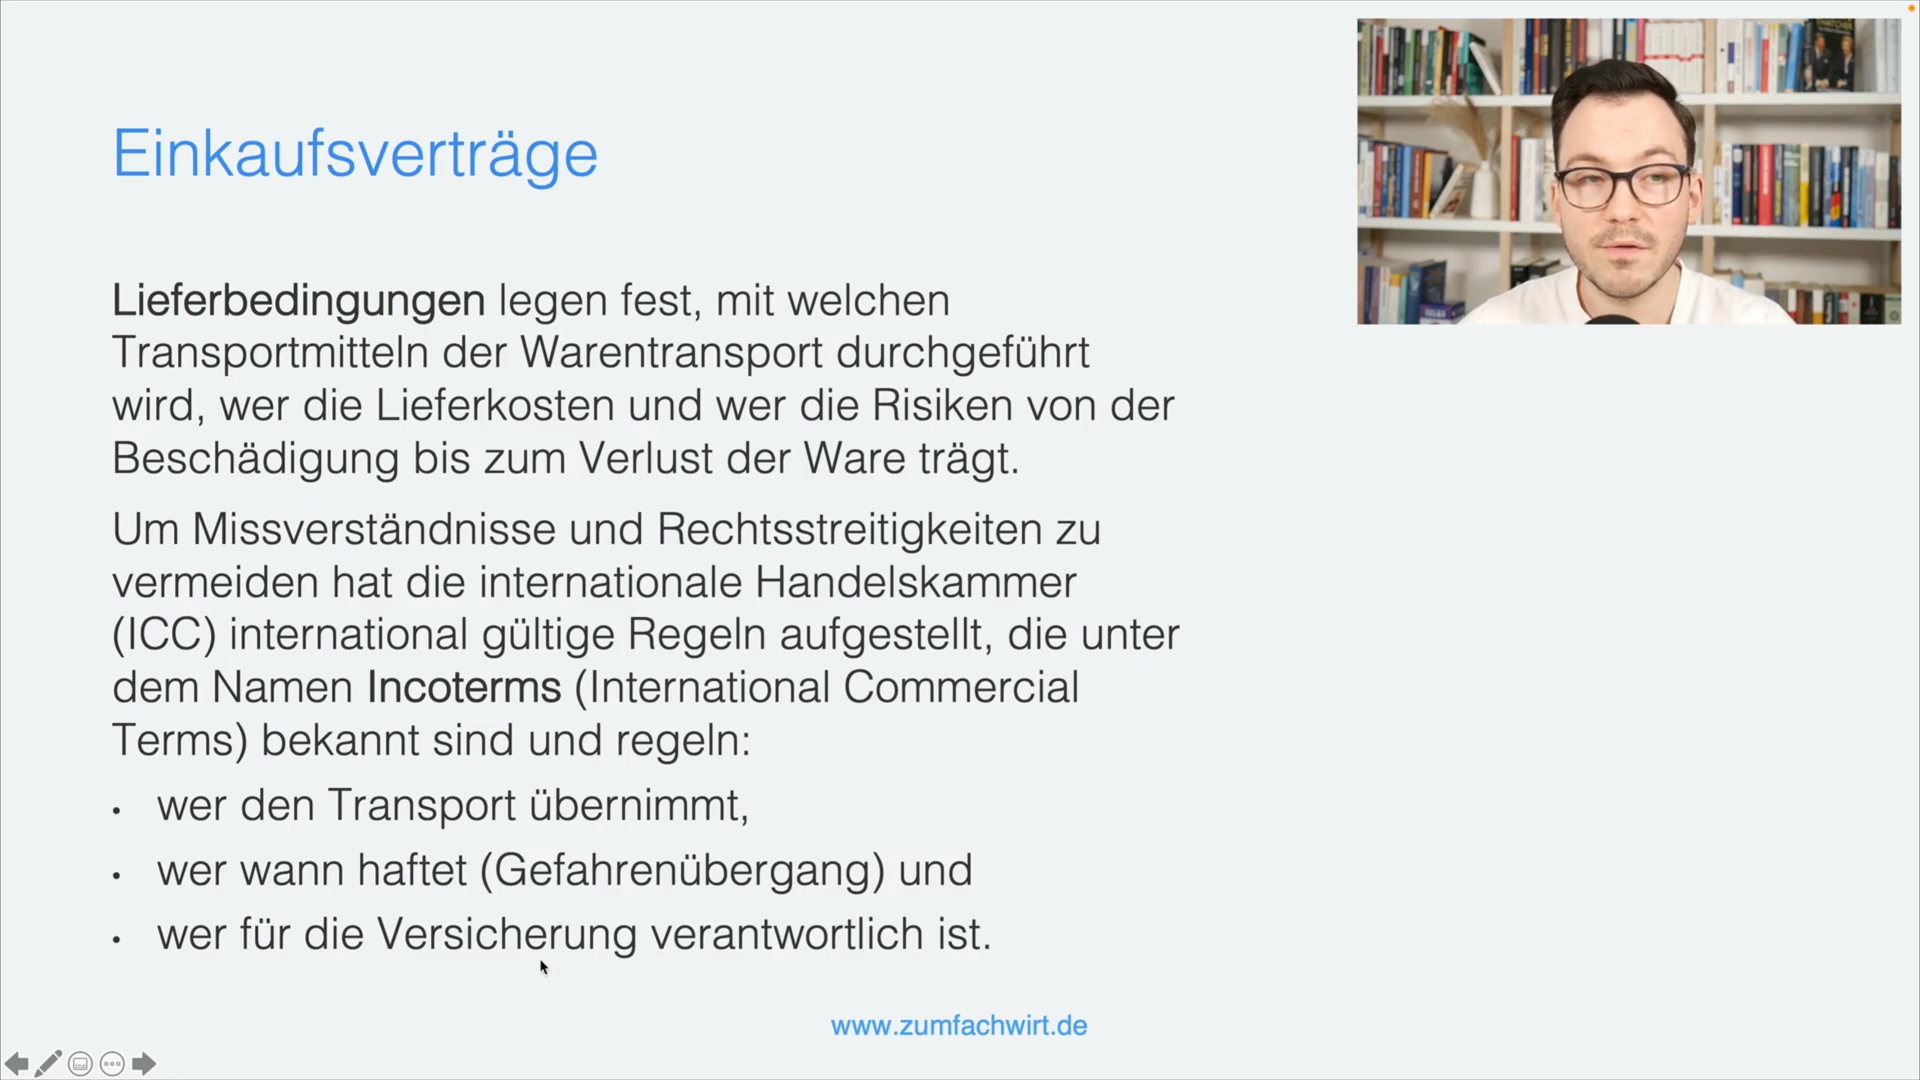 Einkaufsverträge
Lieferbedingungen legen fest, mit welchen
Transportmitteln der Warentransport durchgeführt
wird, wer die Lieferkosten und wer die Risiken von der
Beschädigung bis zum Verlust der Ware trägt.
Um Missverständnisse und Rechtsstreitigkeiten zu
vermeiden hat die internationale Handelskammer
(ICC) international gültige Regeln aufgestellt, die unter
dem Namen Incoterms (International Commercial
Terms) bekannt sind und regeln:
• wer den Transport übernimmt,
• wer wann haftet (Gefahrenübergang) und
• wer für die Versicherung verantwortlich ist.
www.zumfachwirt.de